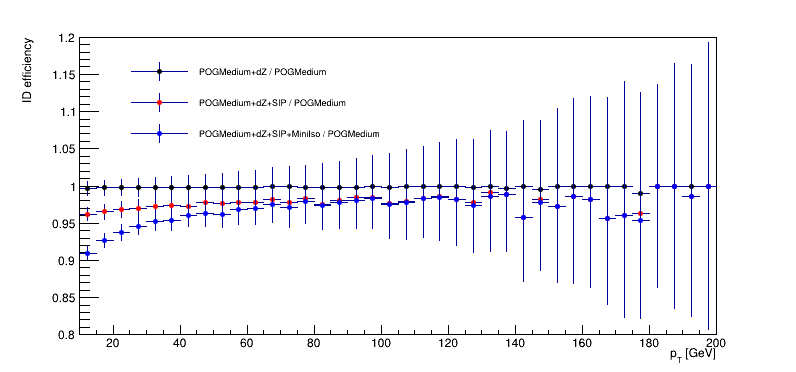 ID efficiency
1.2
1.15
1.1
1.05
1
0.95
0.9
0.85
0.8
POGMedium+dZ / POGMedium
POGMedium+dZ+SIP / POGMedium
POGMedium+dZ+SIP+MiniIso / POGMedium
20 40 60 80 100 120 140 160 180 200
p_T [GeV]